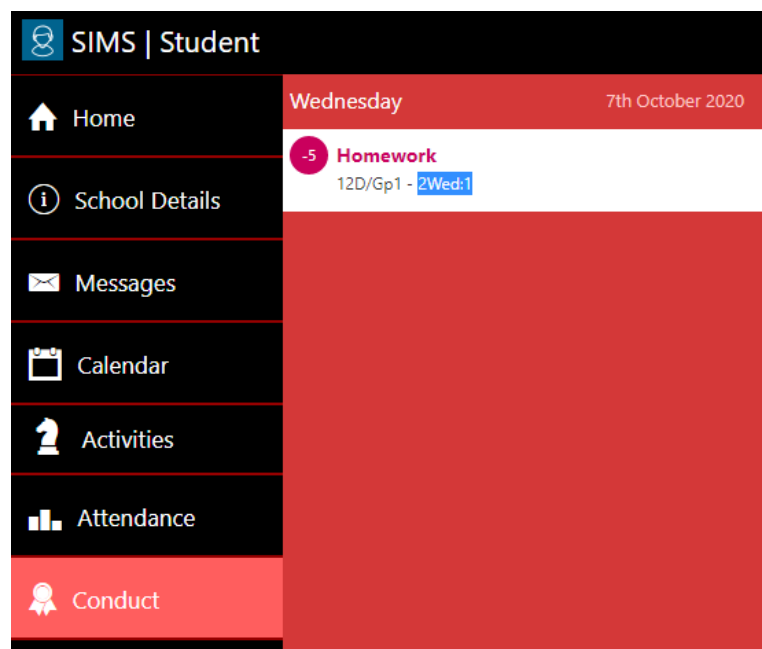 SIMS | Student
Home
School Details
Messages
Calendar
Activities
Attendance
Conduct
Wednesday 7th October 2020
-5 Homework
12D/Gp1 - 2Wed:1